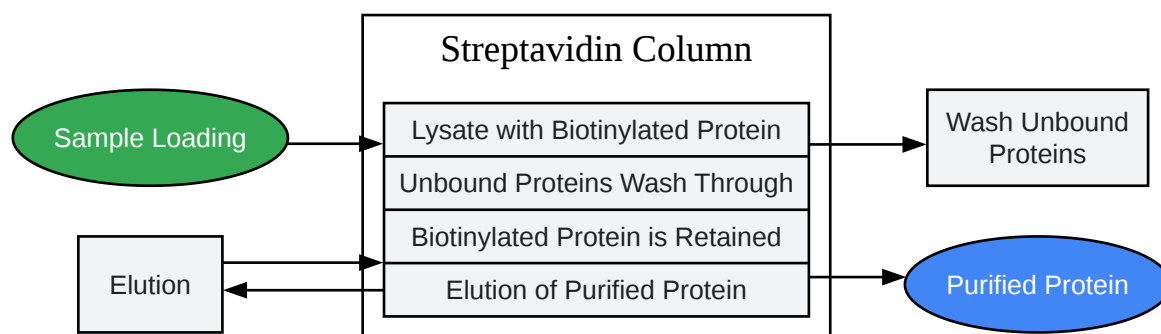 Streptavidin Column
Sample Loading
Lysate with Biotinylated Protein
Unbound Proteins Wash Through
Biotinylated Protein is Retained
Elution of Purified Protein
Wash Unbound
Proteins
Elution
Purified Protein